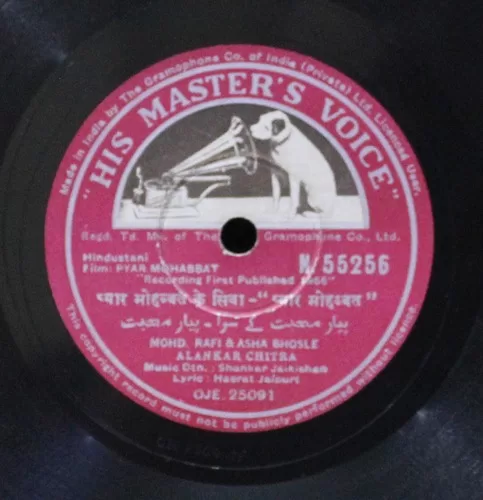 Made in India by The Gramophone Co. of India (Private) Ltd. Licensed User.
"HIS MASTER'S VOICE"
Regd. Td. Mk. of The Gramophone Co., Ltd.
Hindustani
Film: PYAR MOHABBAT
N. 55256
"Recording First Published 1966"
प्यार मोहब्बत के सिवा - "प्यार मोहब्बत"
پیار محبت کے سوا - پیار محبت
MOHD. RAFI & ASHA BHOSLE
ALANKAR CHITRA
Music Dtn.: Shankar Jaikishan
Lyric: Hasrat Jaipuri
OJE. 25091
This copyright record must not be publicly performed without licence.